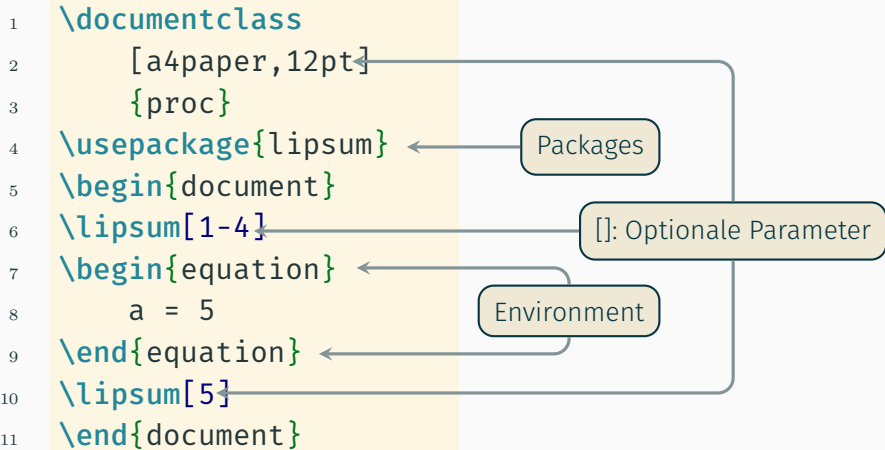 1 \documentclass
2 [a4paper,12pt]
3 {proc}
4 \usepackage{lipsum}
Packages
5 \begin{document}
6 \lipsum[1-4]
[]: Optionale Parameter
7 \begin{equation}
8 a = 5
Environment
9 \end{equation}
10 \lipsum[5]
11 \end{document}